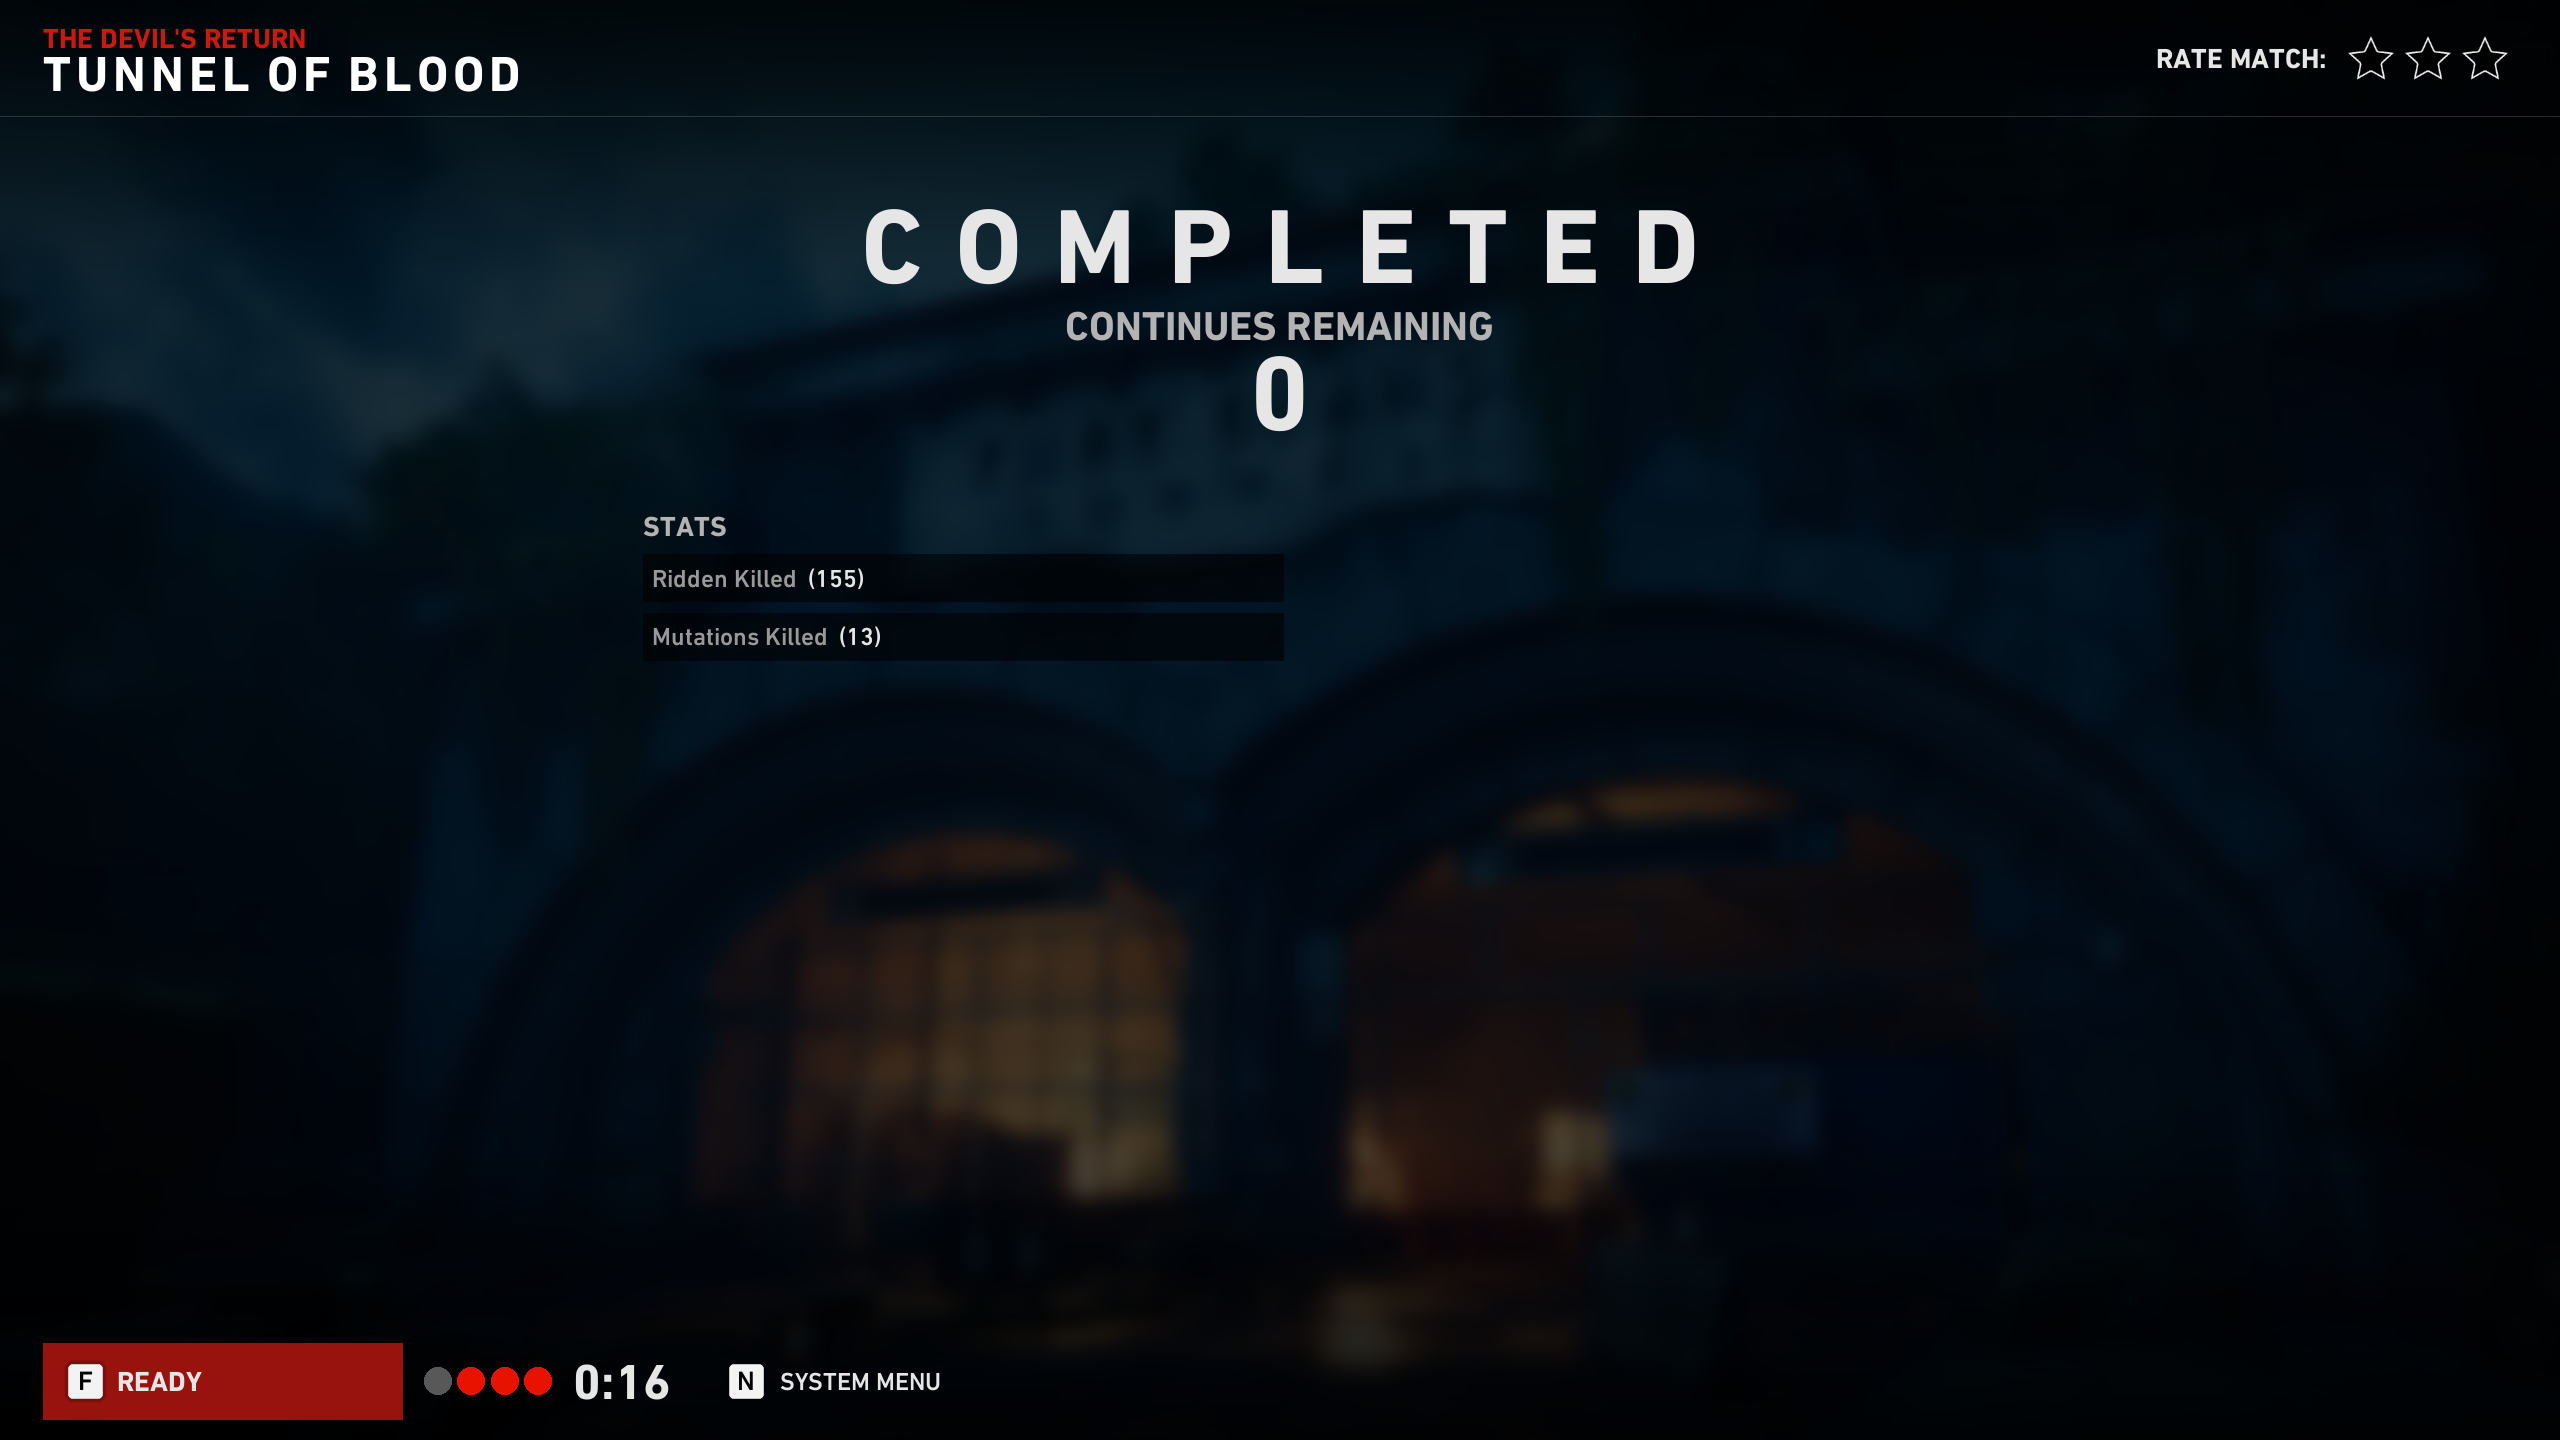 THE DEVIL'S RETURN
TUNNEL OF BLOOD
RATE MATCH:
COMPLETED
CONTINUES REMAINING
0
STATS
Ridden Killed (155)
Mutations Killed (13)
F READY
0:16
N SYSTEM MENU